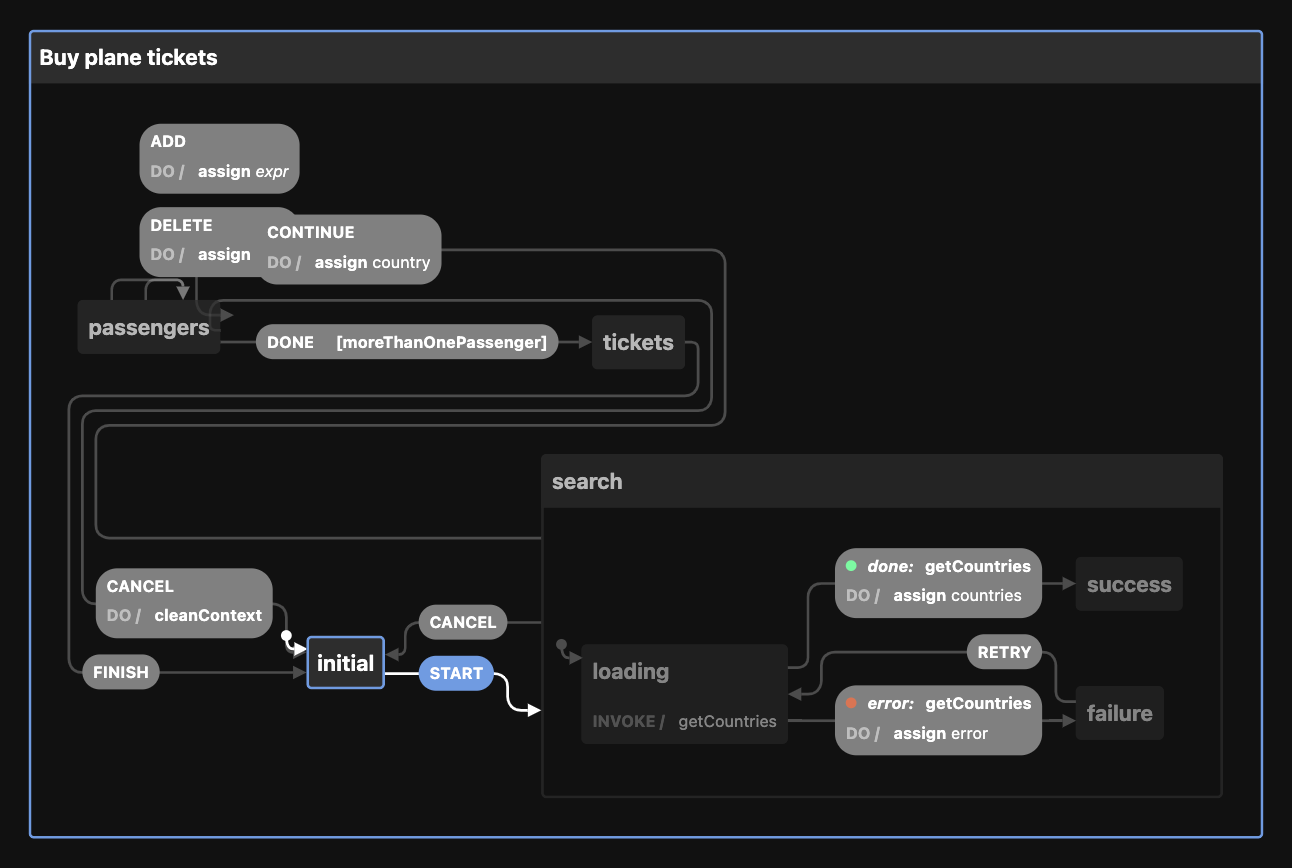 Buy plane tickets
ADD
DO / assign expr
DELETE
DO / assign
CONTINUE
DO / assign country
passengers
DONE [moreThanOnePassenger]
tickets
search
CANCEL
DO / cleanContext
FINISH
initial
CANCEL
START
loading
INVOKE / getCountries
done: getCountries
DO / assign countries
success
RETRY
error: getCountries
DO / assign error
failure